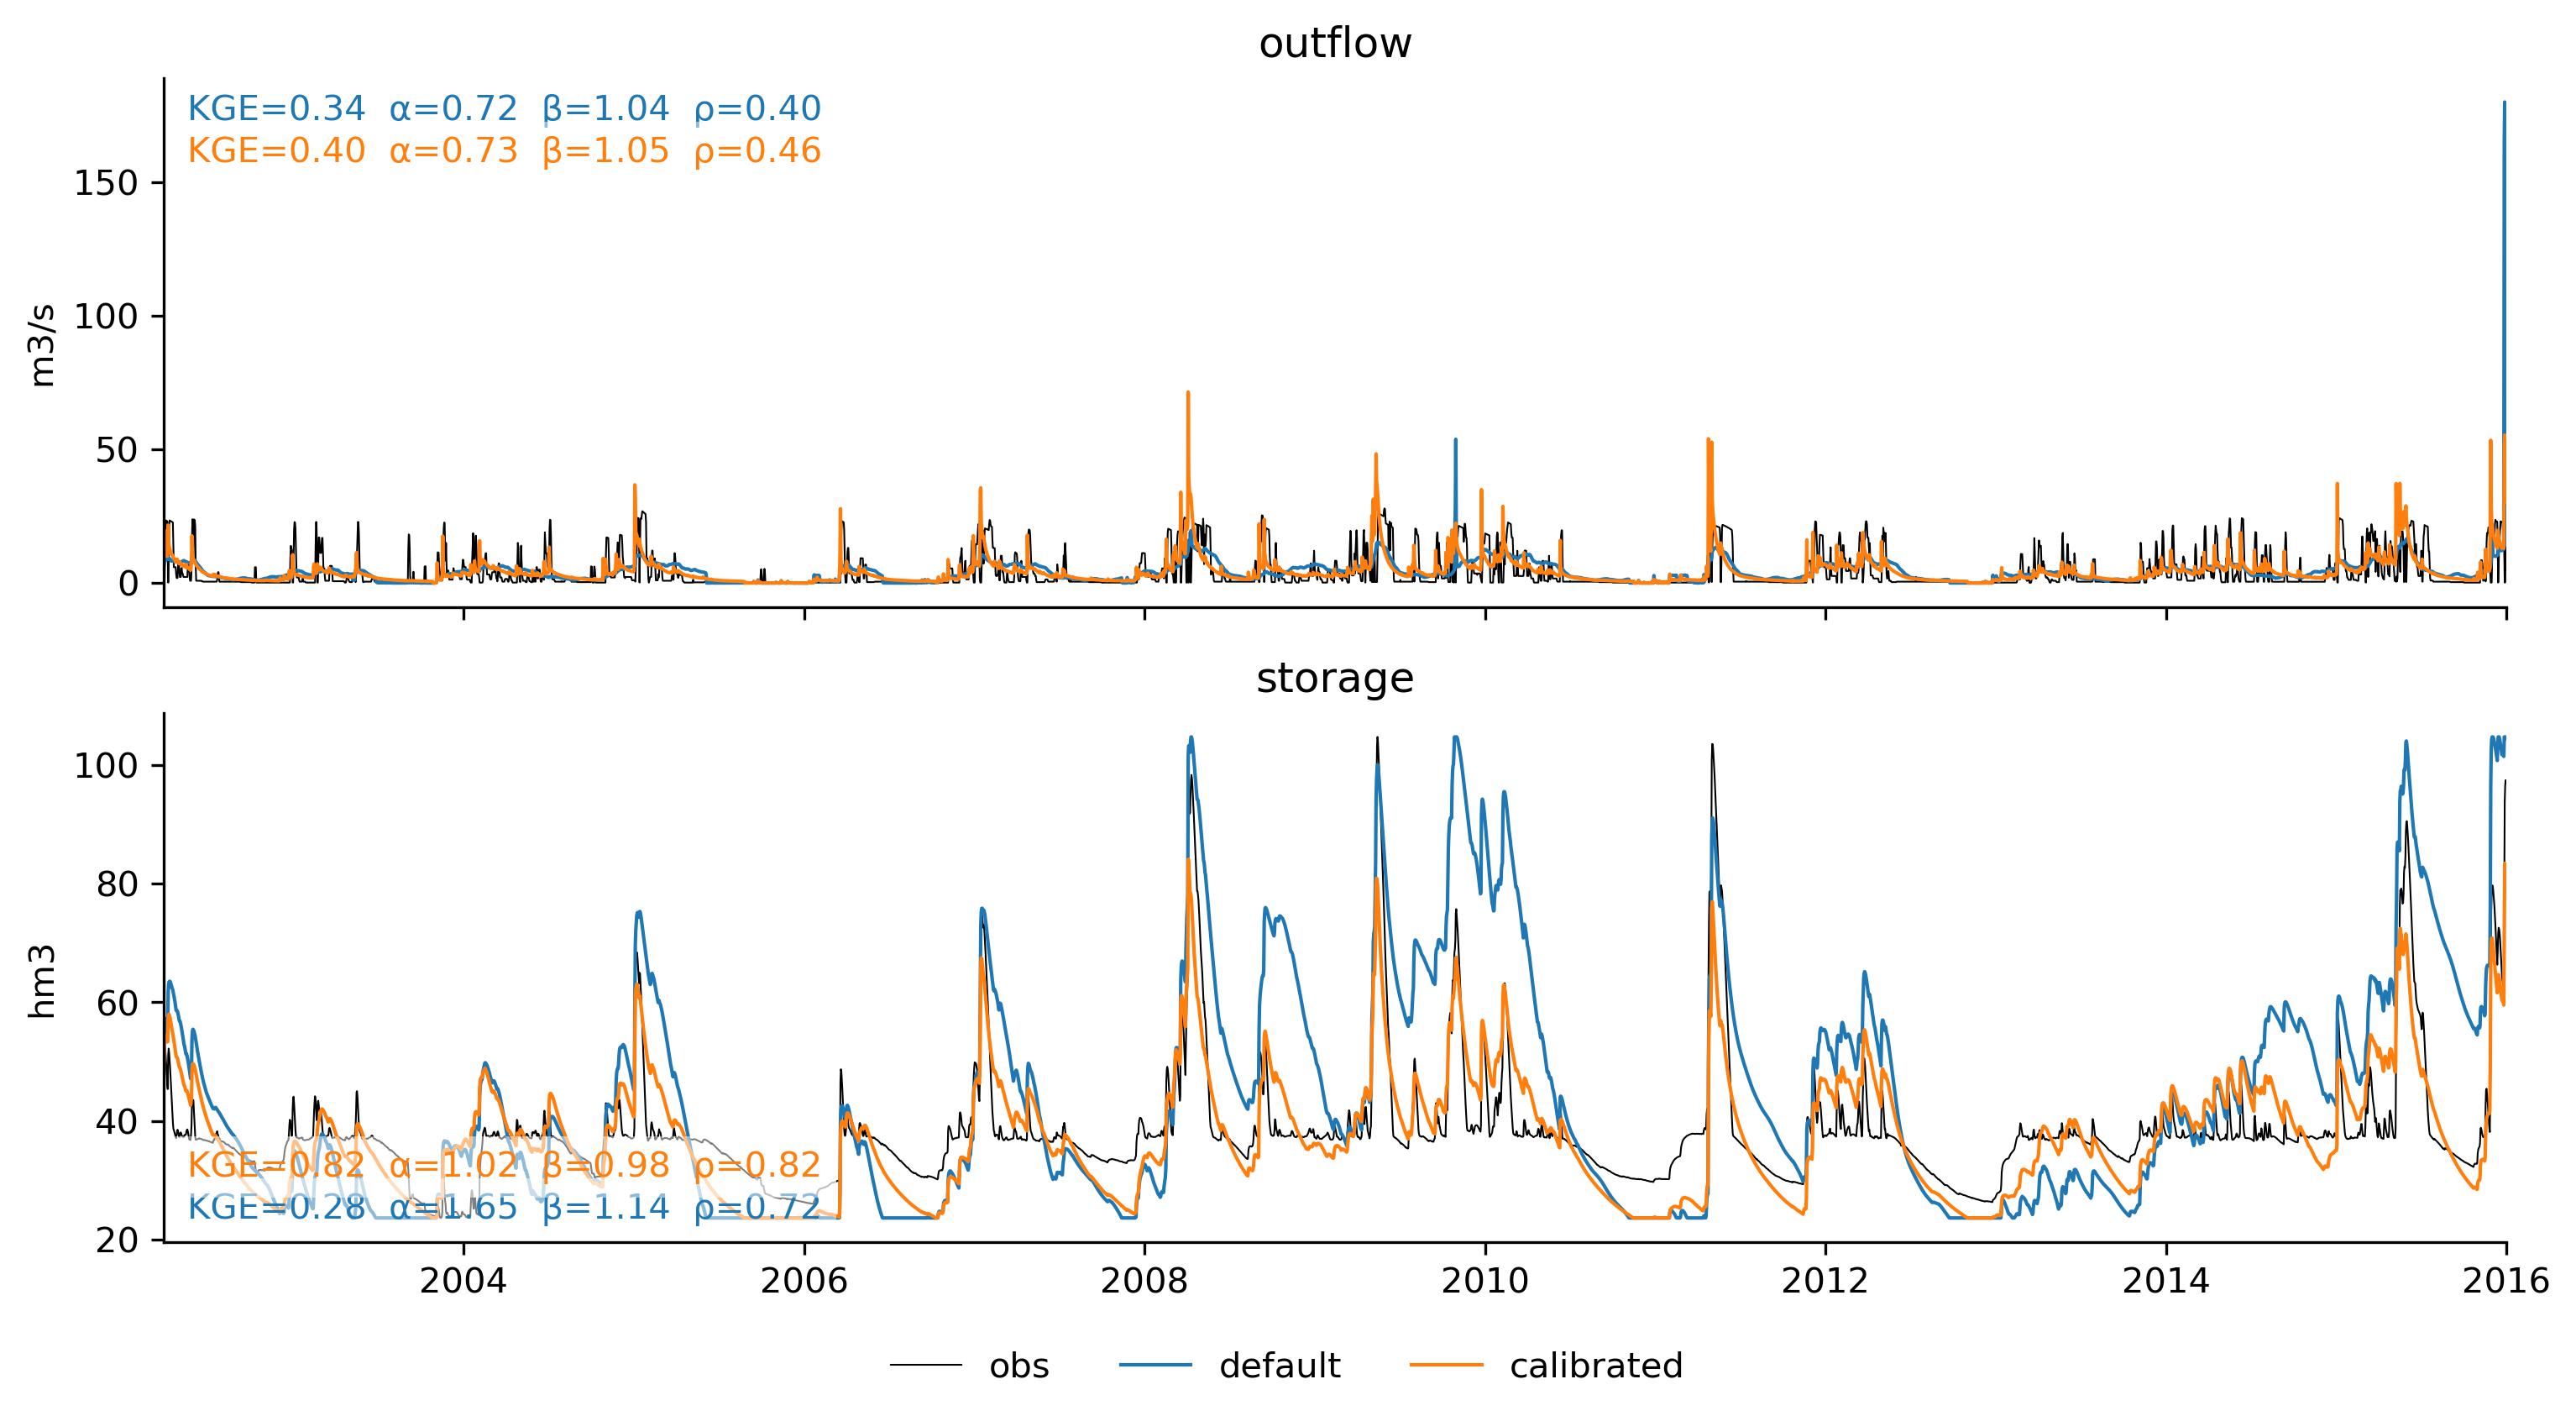 outflow
KGE=0.34 α=0.72 β=1.04 ρ=0.40
KGE=0.40 α=0.73 β=1.05 ρ=0.46
150
100
50
0
m3/s
storage
100
80
60
40
20
hm3
KGE=0.82 α=1.02 β=0.98 ρ=0.82
KGE=0.28 α=1.65 β=1.14 ρ=0.72
2004 2006 2008 2010 2012 2014 2016
obs default calibrated